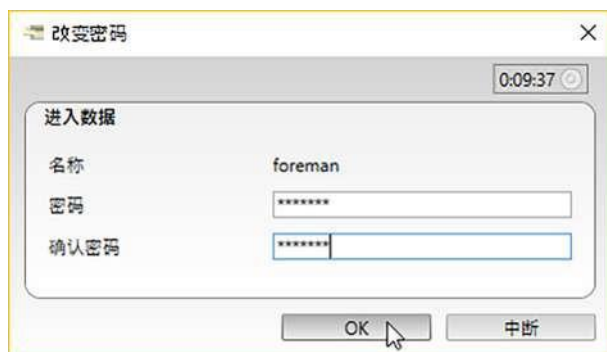 改变密码
0:09:37
进入数据
名称 foreman
密码 *******
确认密码 *******
OK 中断